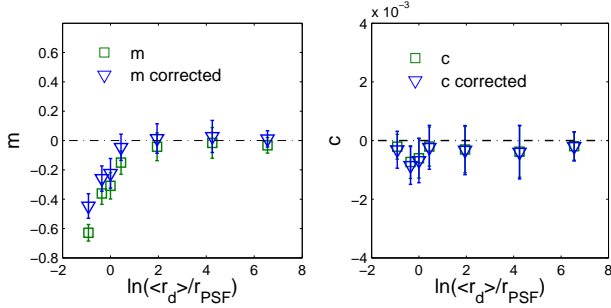 0.6
0.4
0.2
0
−0.2
−0.4
−0.6
−0.8
m
m
m corrected
−2 0 2 4 6 8
ln(<r_d>/r_PSF)
x 10^−3
4
2
0
−2
−4
c
c
c corrected
−2 0 2 4 6 8
ln(<r_d>/r_PSF)